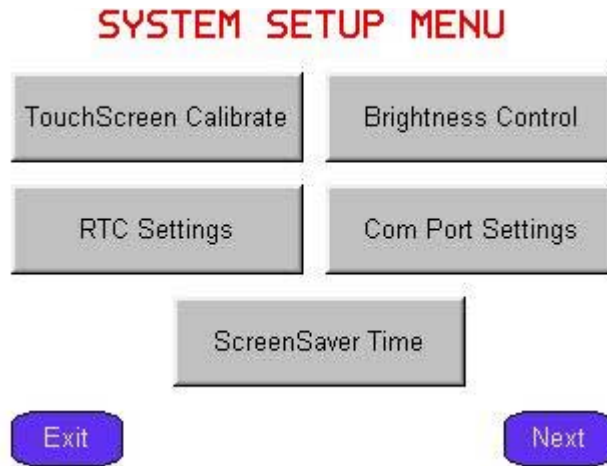 SYSTEM SETUP MENU
TouchScreen Calibrate
Brightness Control
RTC Settings
Com Port Settings
ScreenSaver Time
Exit
Next